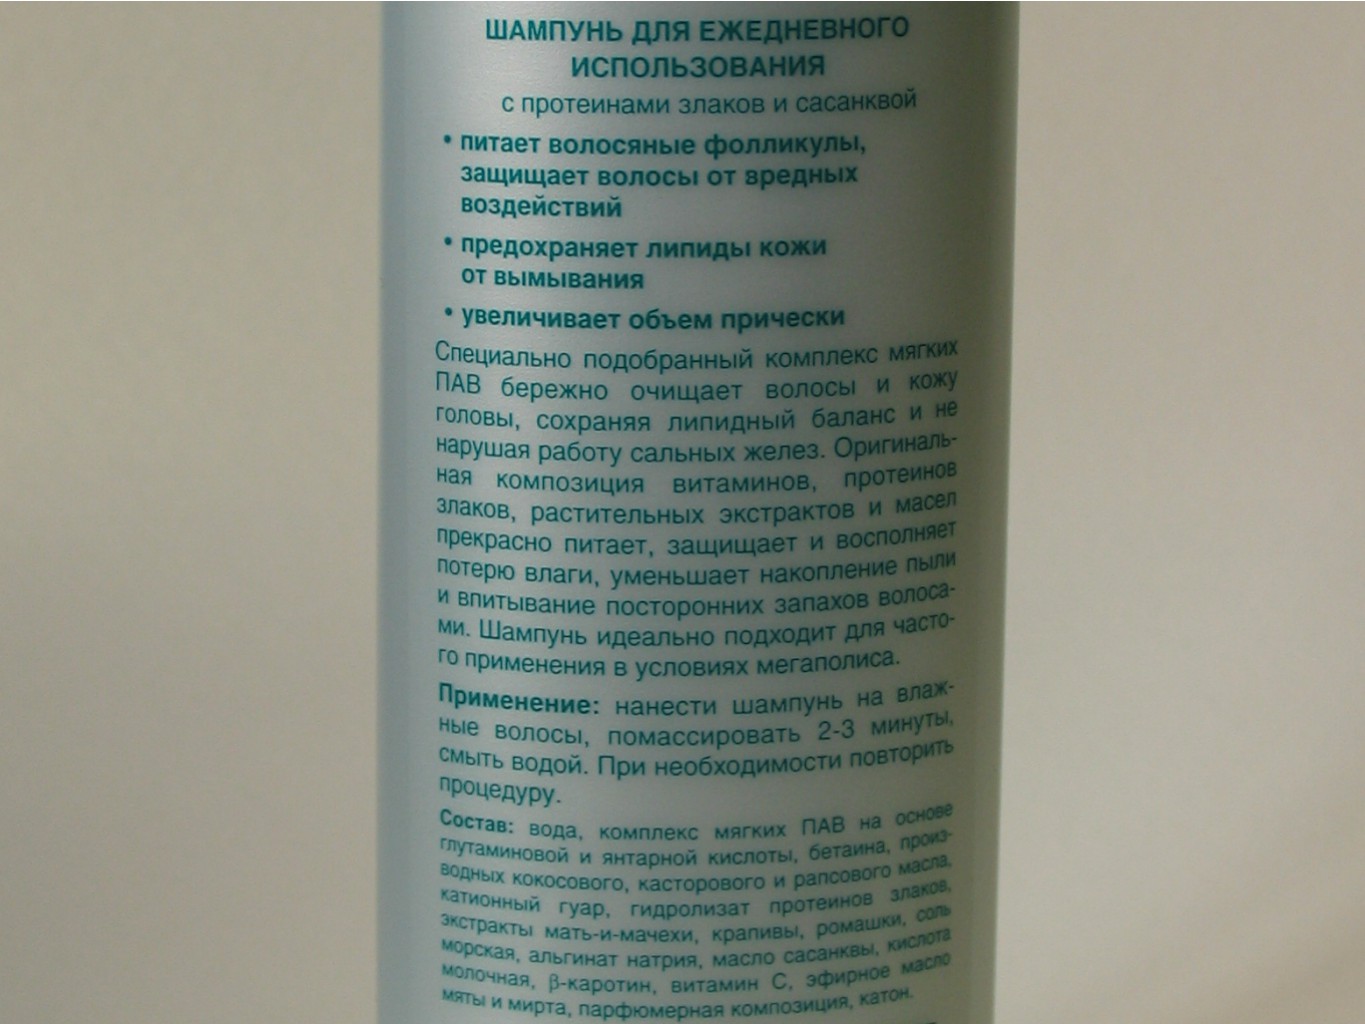 ШАМПУНЬ ДЛЯ ЕЖЕДНЕВНОГО
ИСПОЛЬЗОВАНИЯ
с протеинами злаков и сасанквой
• питает волосяные фолликулы,
защищает волосы от вредных
воздействий
• предохраняет липиды кожи
от вымывания
• увеличивает объем прически
Специально подобранный комплекс мягких
ПАВ бережно очищает волосы и кожу
головы, сохраняя липидный баланс и не
нарушая работу сальных желез. Оригиналь-
ная композиция витаминов, протеинов
злаков, растительных экстрактов и масел
прекрасно питает, защищает и восполняет
потерю влаги, уменьшает накопление пыли
и впитывание посторонних запахов волоса-
ми. Шампунь идеально подходит для часто-
го применения в условиях мегаполиса.
Применение: нанести шампунь на влаж-
ные волосы, помассировать 2-3 минуты,
смыть водой. При необходимости повторить
процедуру.
Состав: вода, комплекс мягких ПАВ на основе
глутаминовой и янтарной кислоты, бетаина, произ-
водных кокосового, касторового и рапсового масла,
катионный гуар, гидролизат протеинов злаков,
экстракты мать-и-мачехи, крапивы, ромашки, соль
морская, альгинат натрия, масло сасанквы, кислота
молочная, β-каротин, витамин С, эфирное масло
мяты и мирта, парфюмерная композиция, катон.